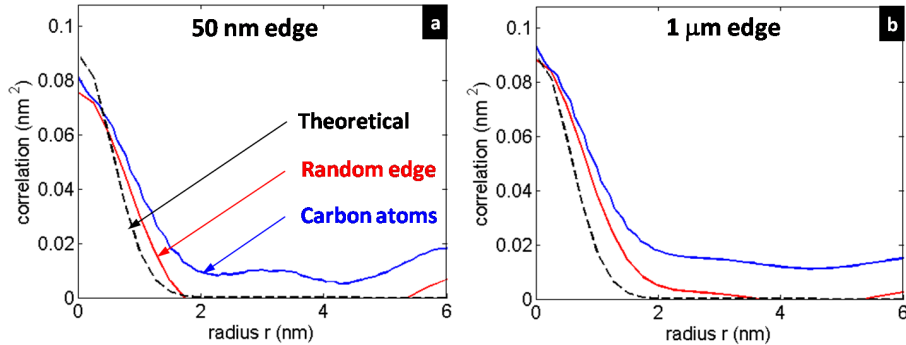 50 nm edge
a
0.1
0.08
0.06
0.04
0.02
0
correlation (nm²)
Theoretical
Random edge
Carbon atoms
0 2 4 6
radius r (nm)
1 μm edge
b
0.1
0.08
0.06
0.04
0.02
0
correlation (nm²)
0 2 4 6
radius r (nm)